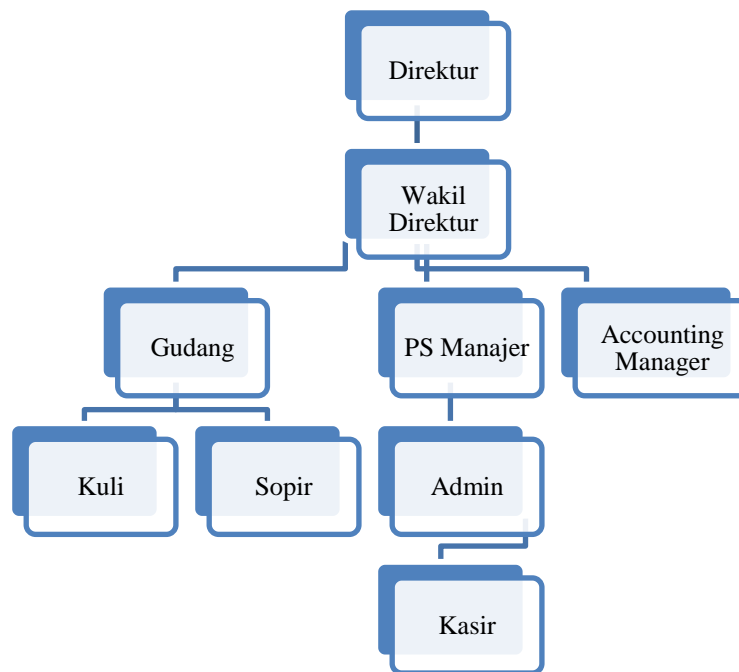 Direktur
Wakil
Direktur
Gudang
PS Manajer
Accounting
Manager
Kuli
Sopir
Admin
Kasir